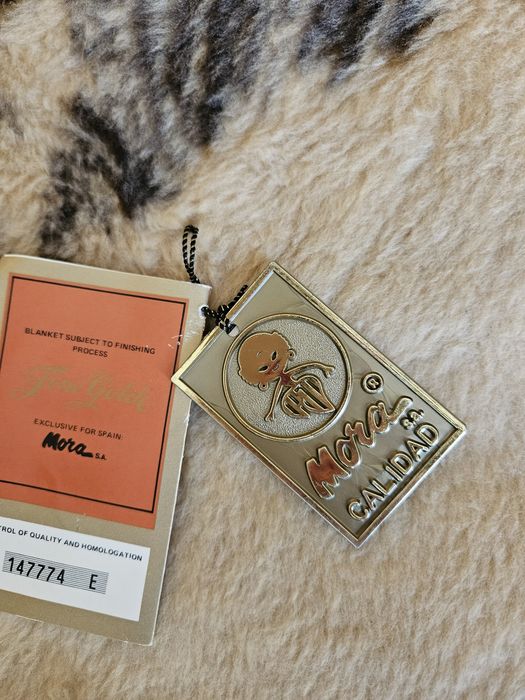 BLANKET SUBJECT TO FINISHING
PROCESS
EXCLUSIVE FOR SPAIN:
Mora S.A.
TROL OF QUALITY AND HOMOLOGATION
147774 E
Mora ®
s.a.
CALIDAD